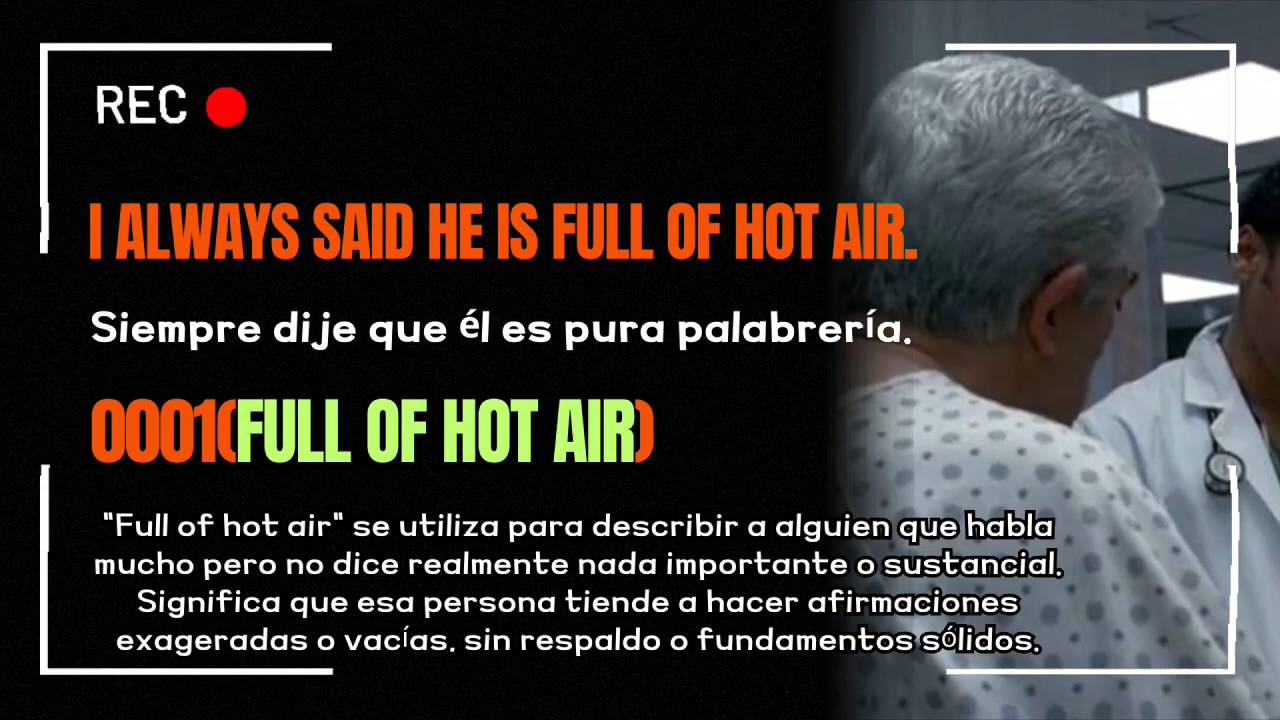 REC
I ALWAYS SAID HE IS FULL OF HOT AIR.
Siempre dije que él es pura palabrería.
0001(FULL OF HOT AIR)
"Full of hot air" se utiliza para describir a alguien que habla
mucho pero no dice realmente nada importante o sustancial.
Significa que esa persona tiende a hacer afirmaciones
exageradas o vacías, sin respaldo o fundamentos sólidos.